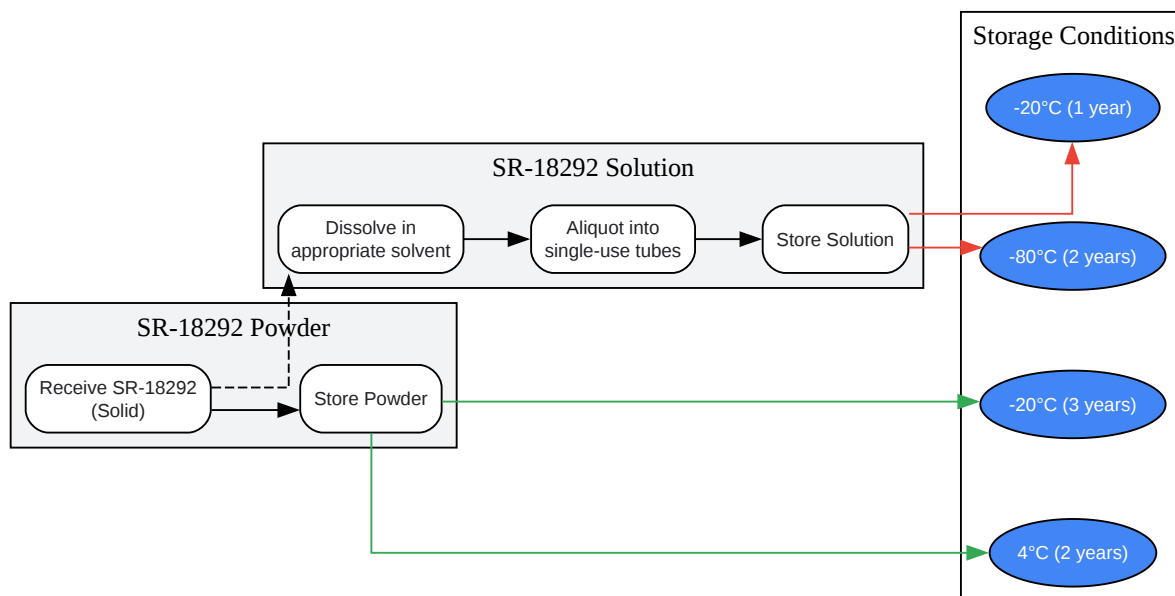 Storage Conditions
-20°C (1 year)
SR-18292 Solution
Dissolve in
appropriate solvent
Aliquot into
single-use tubes
Store Solution
-80°C (2 years)
SR-18292 Powder
Receive SR-18292
(Solid)
Store Powder
-20°C (3 years)
4°C (2 years)